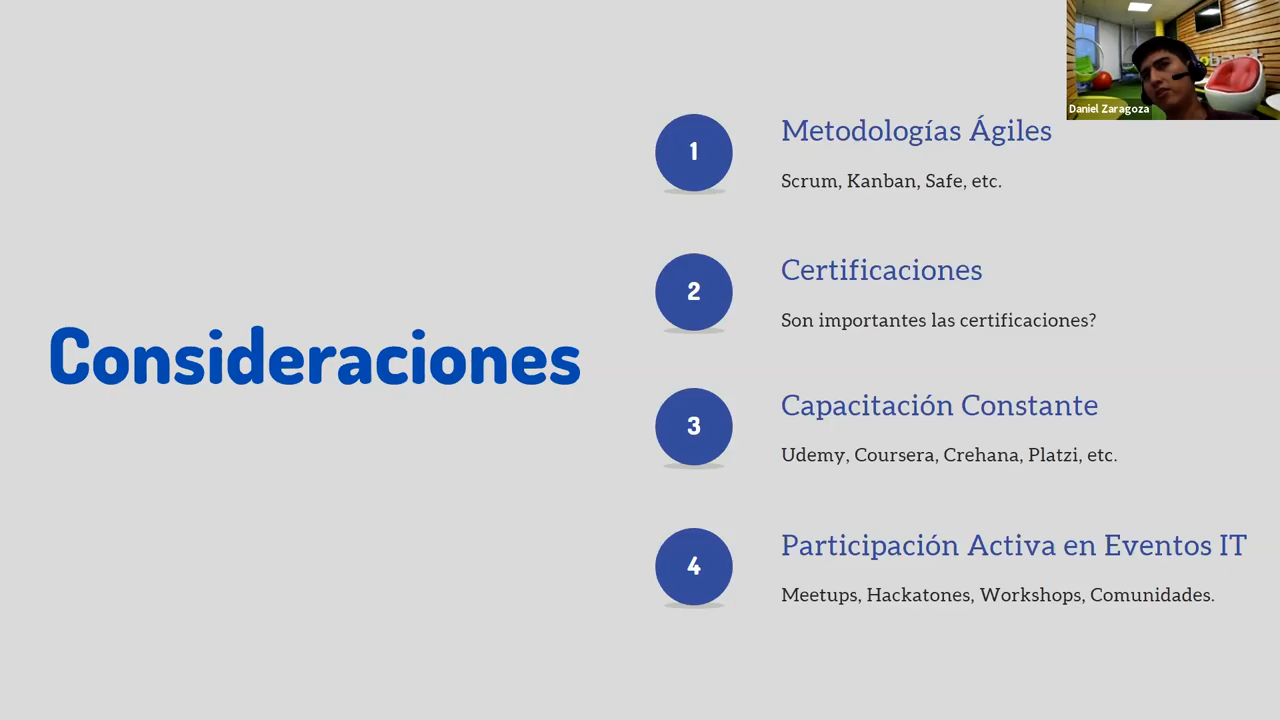 Consideraciones
1
Metodologías Ágiles
Scrum, Kanban, Safe, etc.
2
Certificaciones
Son importantes las certificaciones?
3
Capacitación Constante
Udemy, Coursera, Crehana, Platzi, etc.
4
Participación Activa en Eventos IT
Meetups, Hackatones, Workshops, Comunidades.
Daniel Zaragoza